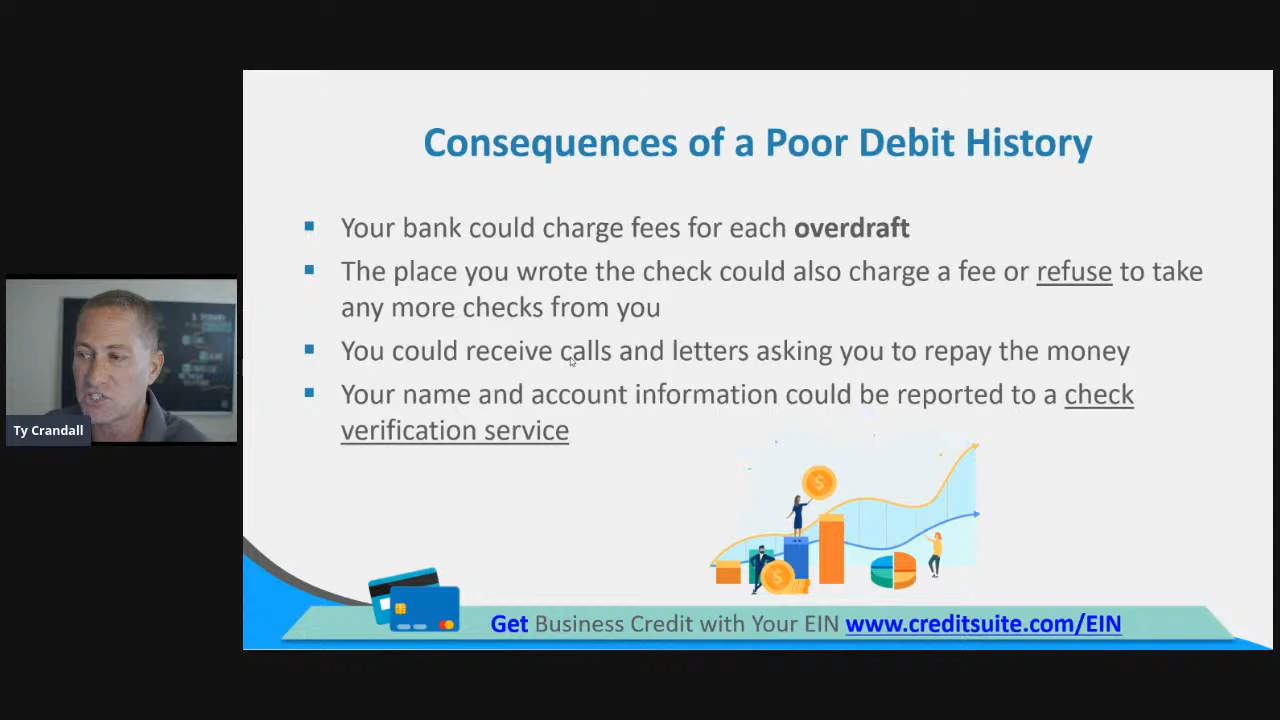 Consequences of a Poor Debit History
Your bank could charge fees for each overdraft
The place you wrote the check could also charge a fee or refuse to take
any more checks from you
You could receive calls and letters asking you to repay the money
Your name and account information could be reported to a check
verification service
Ty Crandall
$
$
Get Business Credit with Your EIN www.creditsuite.com/EIN